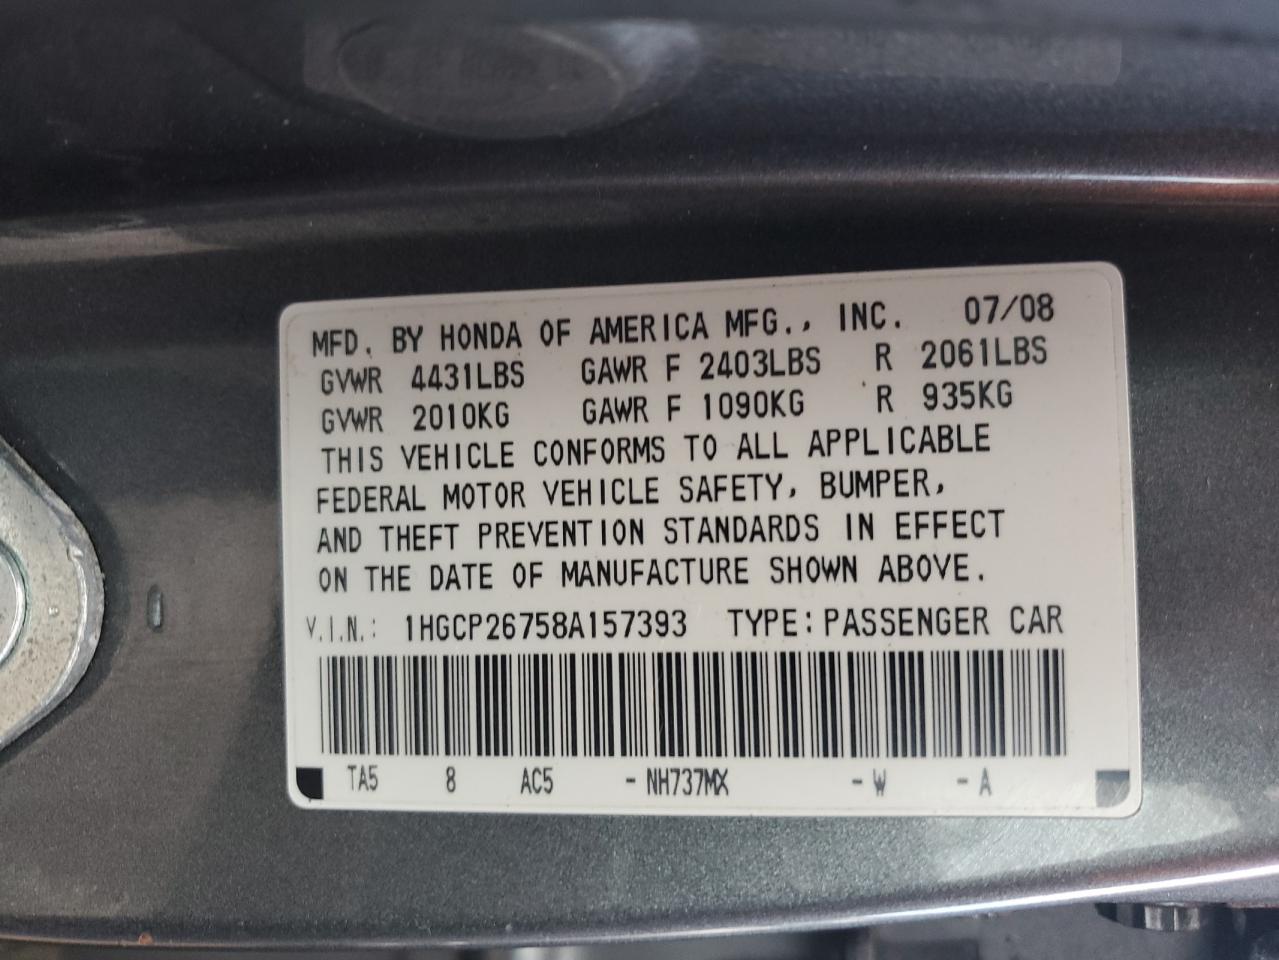 MFD. BY HONDA OF AMERICA MFG., INC. 07/08
GVWR 4431LBS GAWR F 2403LBS R 2061LBS
GVWR 2010KG GAWR F 1090KG R 935KG
THIS VEHICLE CONFORMS TO ALL APPLICABLE
FEDERAL MOTOR VEHICLE SAFETY, BUMPER,
AND THEFT PREVENTION STANDARDS IN EFFECT
ON THE DATE OF MANUFACTURE SHOWN ABOVE.
V.I.N.: 1HGCP26758A157393 TYPE: PASSENGER CAR
TA5 8 AC5 - NH737MX - W - A